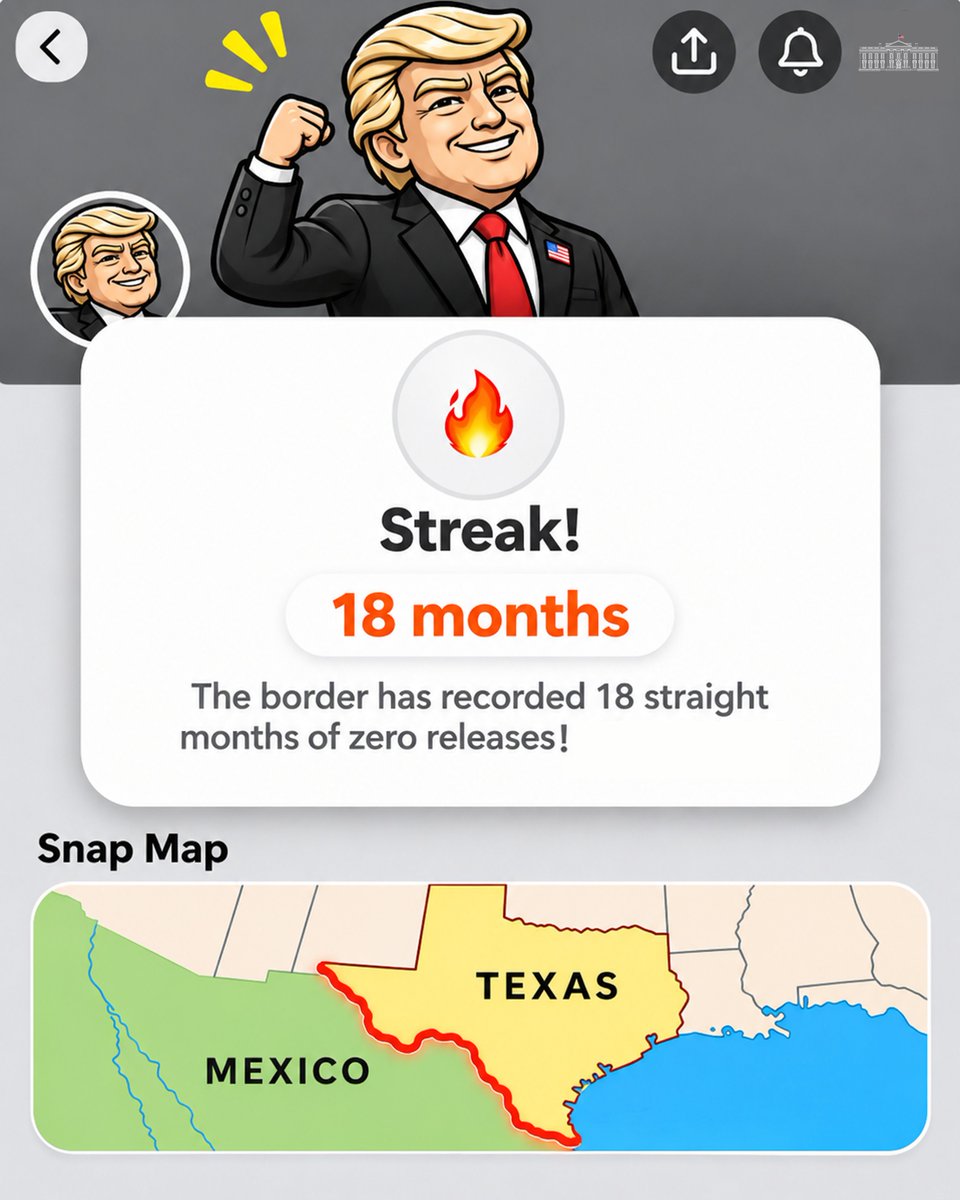 Streak!
18 months
The border has recorded 18 straight
months of zero releases!
Snap Map
TEXAS
MEXICO